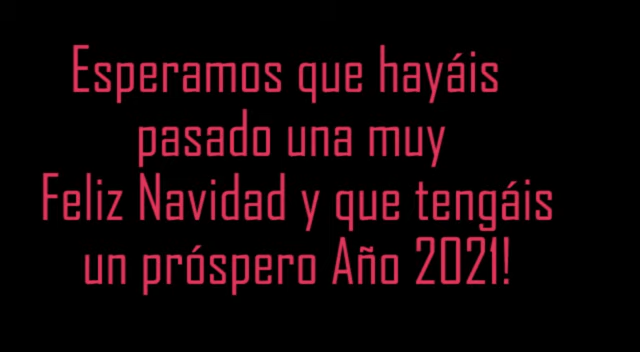 Esperamos que hayáis
pasado una muy
Feliz Navidad y que tengáis
un próspero Año 2021!